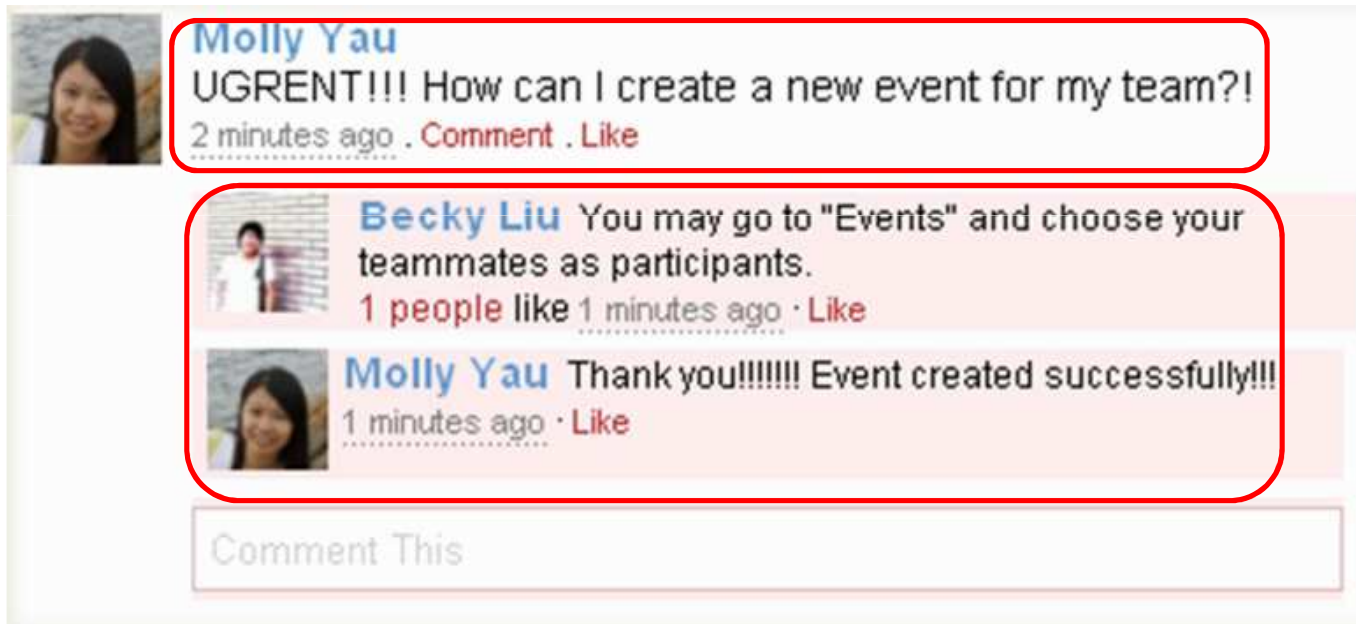 Molly Yau
UGRENT!!! How can I create a new event for my team?!
2 minutes ago . Comment . Like
Becky Liu You may go to "Events" and choose your
teammates as participants.
1 people like 1 minutes ago · Like
Molly Yau Thank you!!!!!!! Event created successfully!!!
1 minutes ago · Like
Comment This